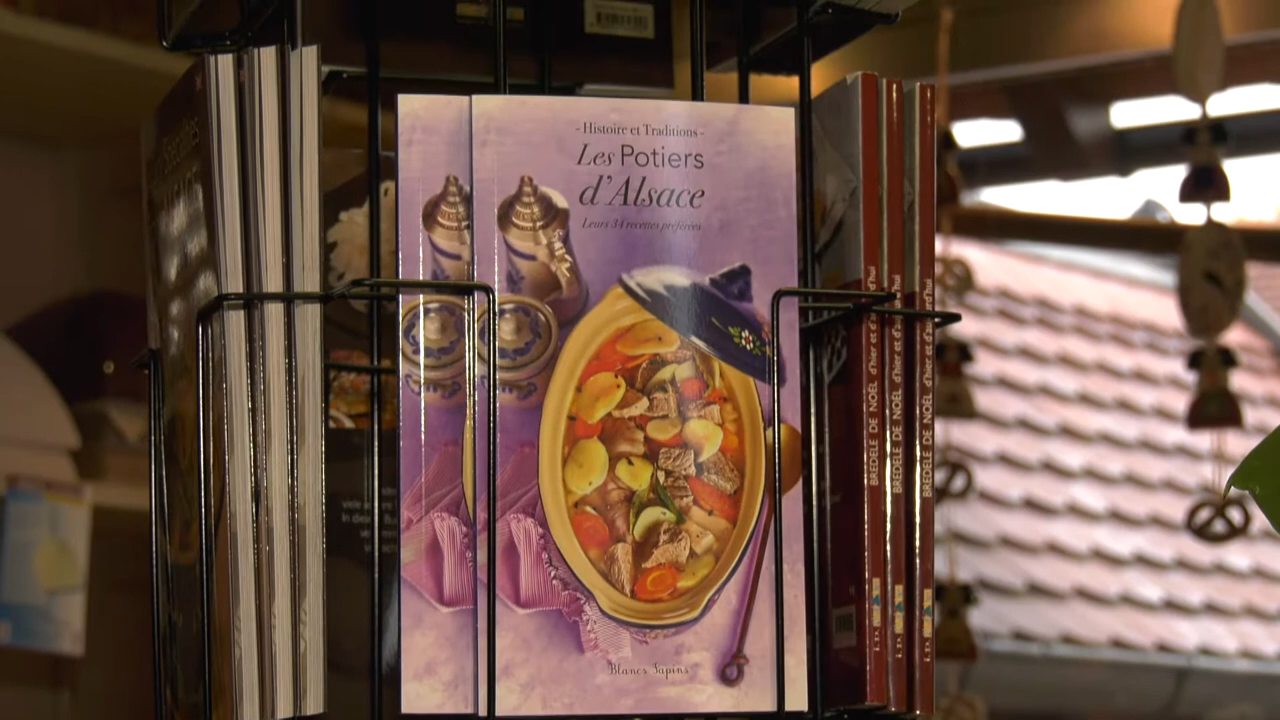 - Histoire et Traditions -
Les Potiers
d'Alsace
Leurs 34 recettes préférées
Blancs Sapins
BREDELE DE NOËL d'hier et d'aujourd'hui
BREDELE DE NOËL d'hier et d'aujourd'hui
BREDELE DE NOËL d'hier et d'aujourd'hui